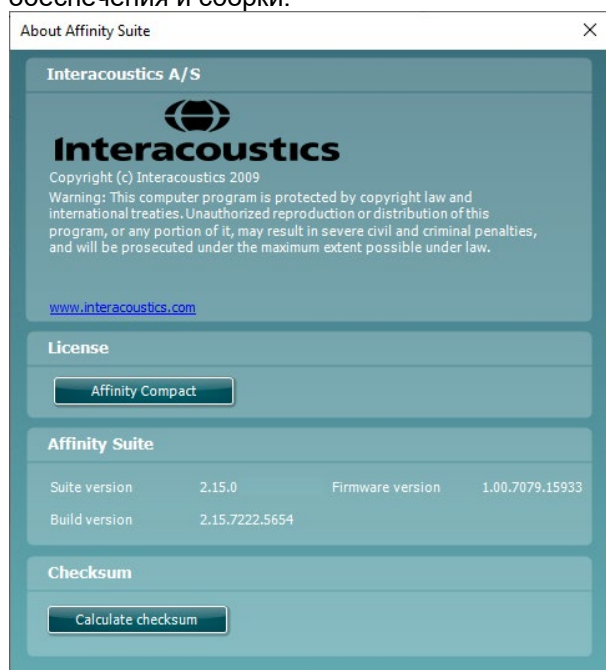 обеспечения и сборки.
About Affinity Suite
Interacoustics A/S
Interacoustics
Copyright (c) Interacoustics 2009
Warning: This computer program is protected by copyright law and
international treaties. Unauthorized reproduction or distribution of this
program, or any portion of it, may result in severe civil and criminal penalties,
and will be prosecuted under the maximum extent possible under law.
www.interacoustics.com
License
Affinity Compact
Affinity Suite
Suite version 2.15.0 Firmware version 1.00.7079.15933
Build version 2.15.7222.5654
Checksum
Calculate checksum